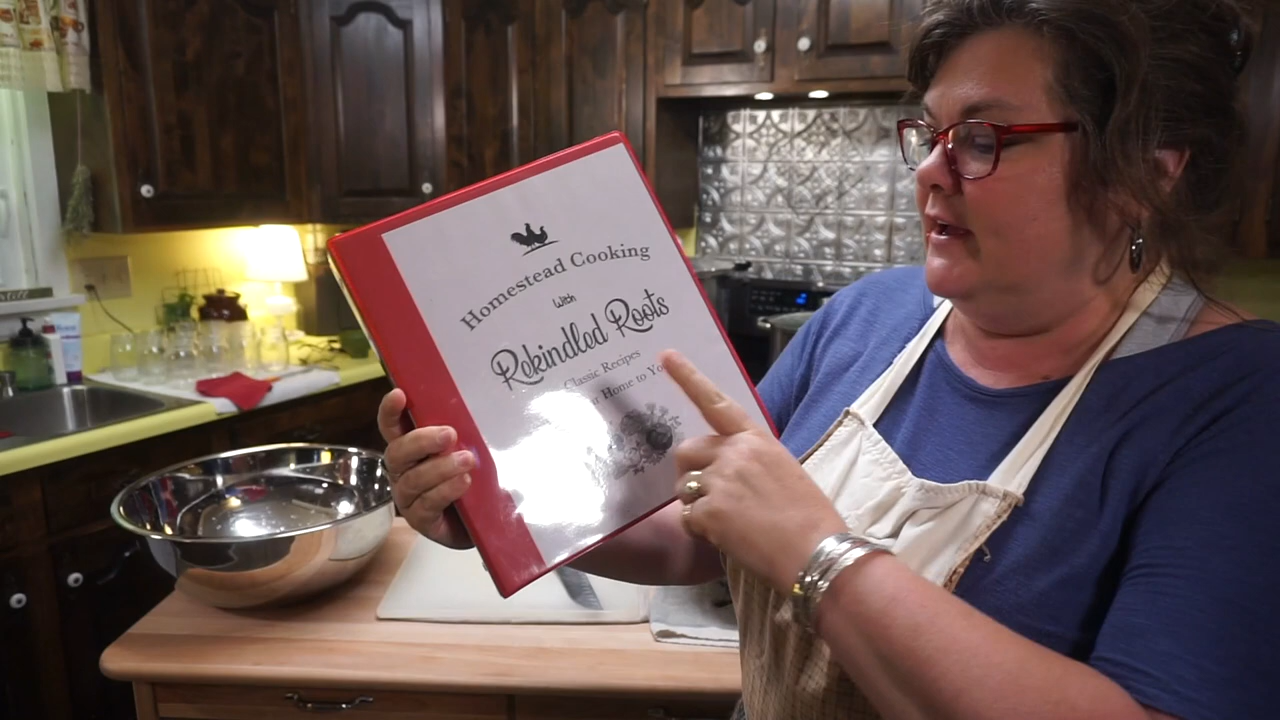 Homestead Cooking
With
Rekindled Roots
Classic Recipes
Home to